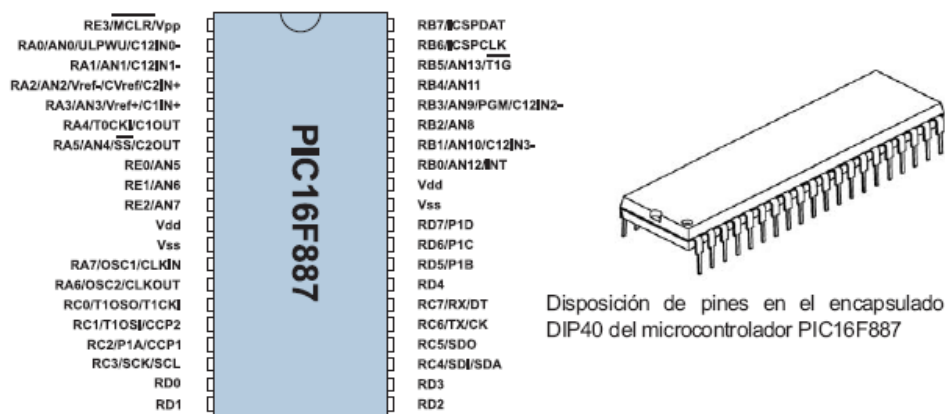 RE3/MCLR/Vpp
RA0/AN0/ULPWU/C12IN0-
RA1/AN1/C12IN1-
RA2/AN2/Vref-/CVref/C2IN+
RA3/AN3/Vref+/C1IN+
RA4/T0CKI/C1OUT
RA5/AN4/SS/C2OUT
RE0/AN5
RE1/AN6
RE2/AN7
Vdd
Vss
RA7/OSC1/CLKIN
RA6/OSC2/CLKOUT
RC0/T1OSO/T1CKI
RC1/T1OSI/CCP2
RC2/P1A/CCP1
RC3/SCK/SCL
RD0
RD1
PIC16F887
RB7/ICSPDAT
RB6/ICSPCLK
RB5/AN13/T1G
RB4/AN11
RB3/AN9/PGM/C12IN2-
RB2/AN8
RB1/AN10/C12IN3-
RB0/AN12/INT
Vdd
Vss
RD7/P1D
RD6/P1C
RD5/P1B
RD4
RC7/RX/DT
RC6/TX/CK
RC5/SDO
RC4/SDI/SDA
RD3
RD2
Disposición de pines en el encapsulado
DIP40 del microcontrolador PIC16F887